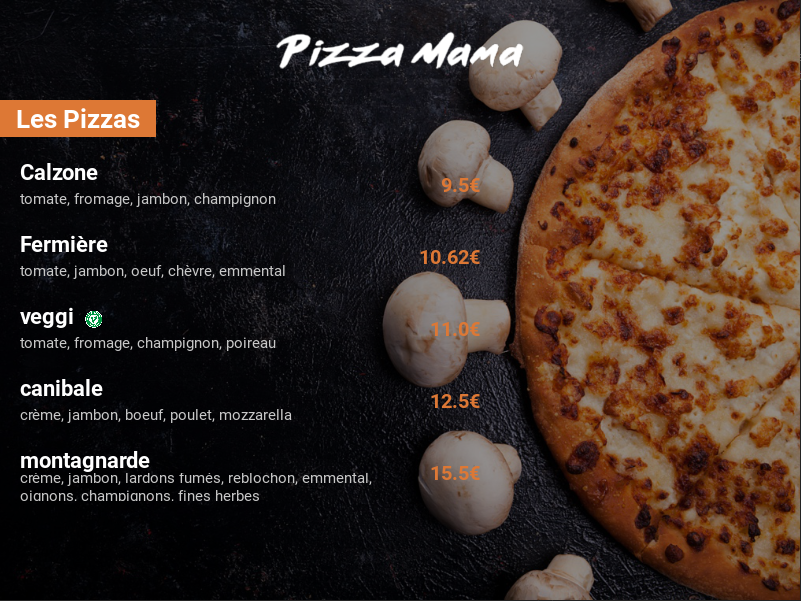 Pizza Mama
Les Pizzas
Calzone
9.5€
tomate, fromage, jambon, champignon
Fermière
10.62€
tomate, jambon, oeuf, chèvre, emmental
veggi
11.0€
tomate, fromage, champignon, poireau
canibale
12.5€
crème, jambon, boeuf, poulet, mozzarella
montagnarde
15.5€
crème, jambon, lardons fumés, reblochon, emmental,
oignons, champignons, fines herbes